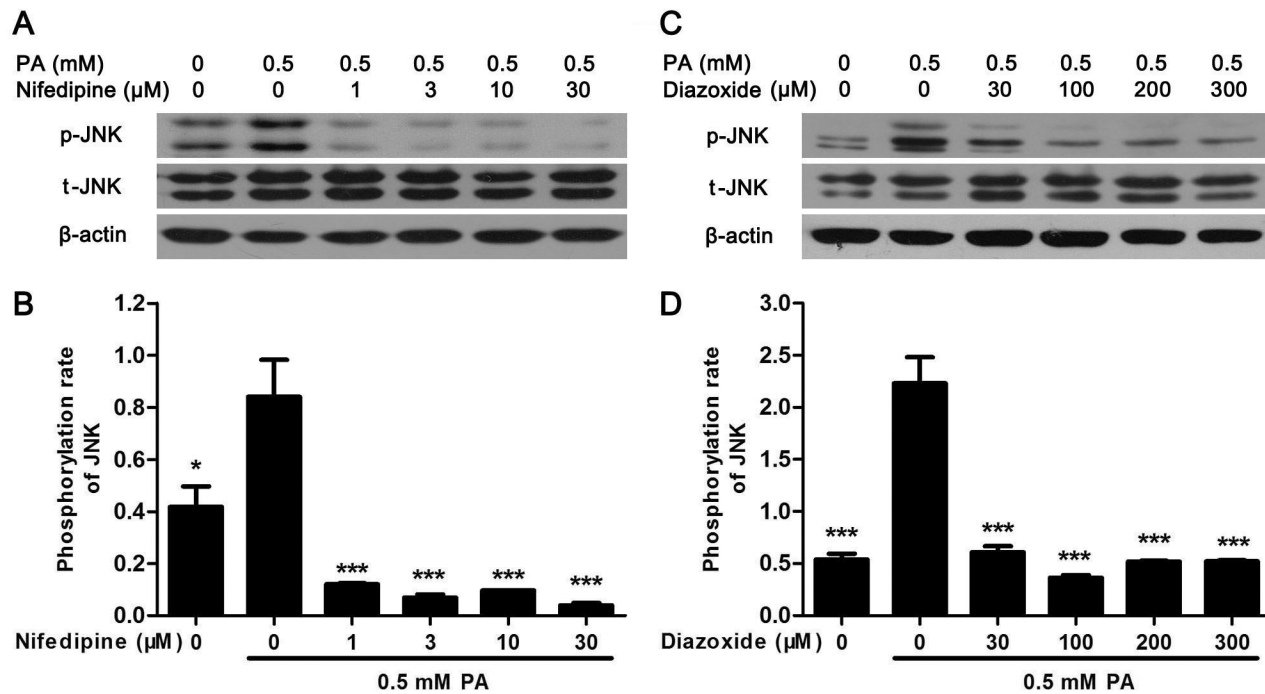 A
PA (mM) 0 0.5 0.5 0.5 0.5 0.5
Nifedipine (µM) 0 0 1 3 10 30
p-JNK
t-JNK
β-actin
C
PA (mM) 0 0.5 0.5 0.5 0.5 0.5
Diazoxide (µM) 0 0 30 100 200 300
p-JNK
t-JNK
β-actin
B
Phosphorylation rate
of JNK
1.2
1.0
0.8
0.6
0.4
0.2
0.0
*
*** *** *** ***
Nifedipine (µM) 0 0 1 3 10 30
0.5 mM PA
D
Phosphorylation rate
of JNK
3.0
2.5
2.0
1.5
1.0
0.5
0.0
*** *** *** *** ***
Diazoxide (µM) 0 0 30 100 200 300
0.5 mM PA